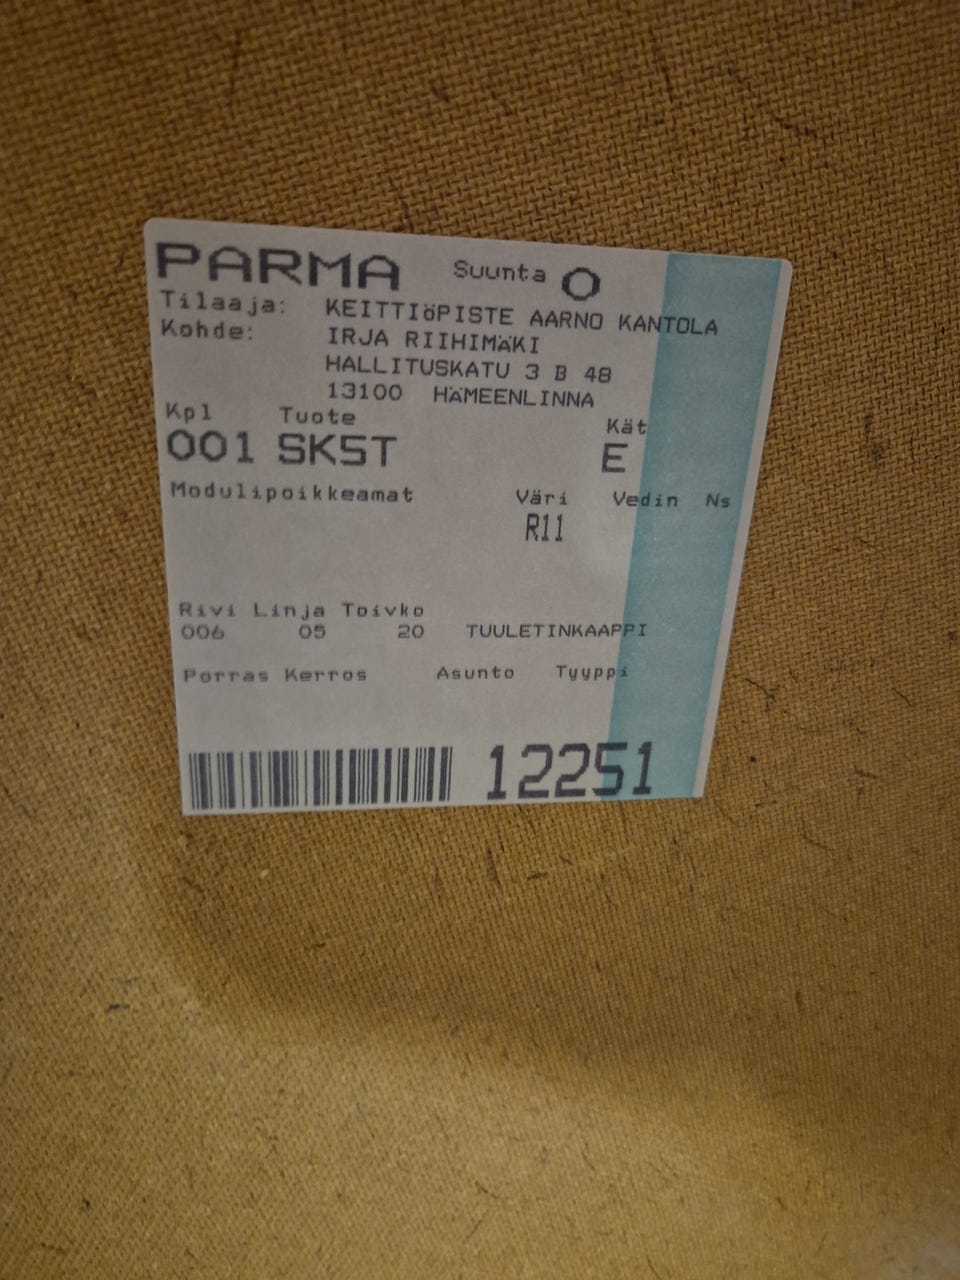 PARMA Suunta O
Tilaaja: KEITTIÖPISTE AARNO KANTOLA
Kohde: IRJA RIIHIMÄKI
HALLITUSKATU 3 B 48
13100 HÄMEENLINNA
Kpl Tuote Kät
001 SKST E
Modulipoikkeamat Väri Vedin Ns
R11
Rivi Linja Toivko
006 05 20 TUULETINKAAPPI
Porras Kerros Asunto Tyyppi
12251